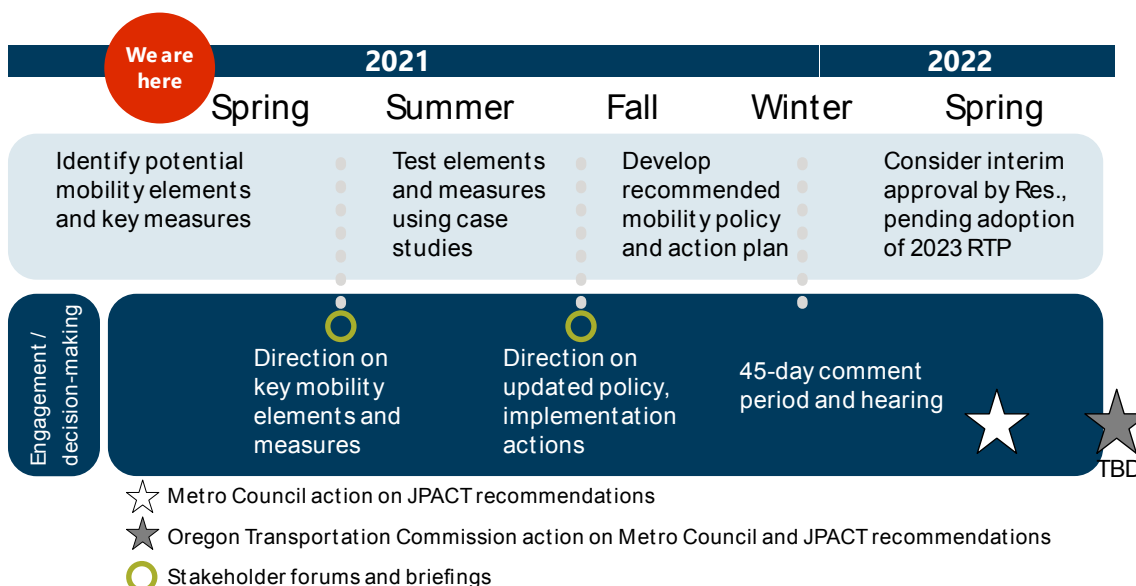 We are
here
2021
2022
Spring
Summer
Fall
Winter
Spring
Identify potential
mobility elements
and key measures
Test elements
and measures
using case
studies
Develop
recommended
mobility policy
and action plan
Consider interim
approval by Res.,
pending adoption
of 2023 RTP
Engagement /
decision-making
Direction on
key mobility
elements and
measures
Direction on
updated policy,
implementation
actions
45-day comment
period and hearing
TBD
Metro Council action on JPACT recommendations
Oregon Transportation Commission action on Metro Council and JPACT recommendations
Stakeholder forums and briefings